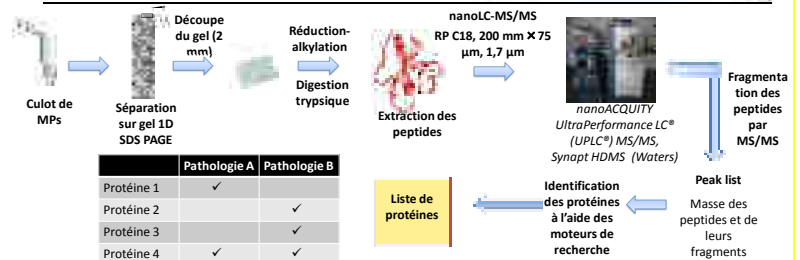 Culot de
MPs
Séparation
sur gel 1D
SDS PAGE
Découpe
du gel (2
mm)
Réduction-
alkylation
Digestion
trypsique
Extraction des
peptides
nanoLC-MS/MS
RP C18, 200 mm × 75
µm, 1,7 µm
nanoACQUITY
UltraPerformance LC®
(UPLC®) MS/MS,
Synapt HDMS (Waters)
Fragmenta
tion des
peptides
par
MS/MS
Peak list
Masse des
peptides et de
leurs
fragments
Identification
des protéines
à l’aide des
moteurs de
recherche
Liste de
protéines
Pathologie A Pathologie B
Protéine 1 ✓
Protéine 2 ✓
Protéine 3 ✓
Protéine 4 ✓ ✓